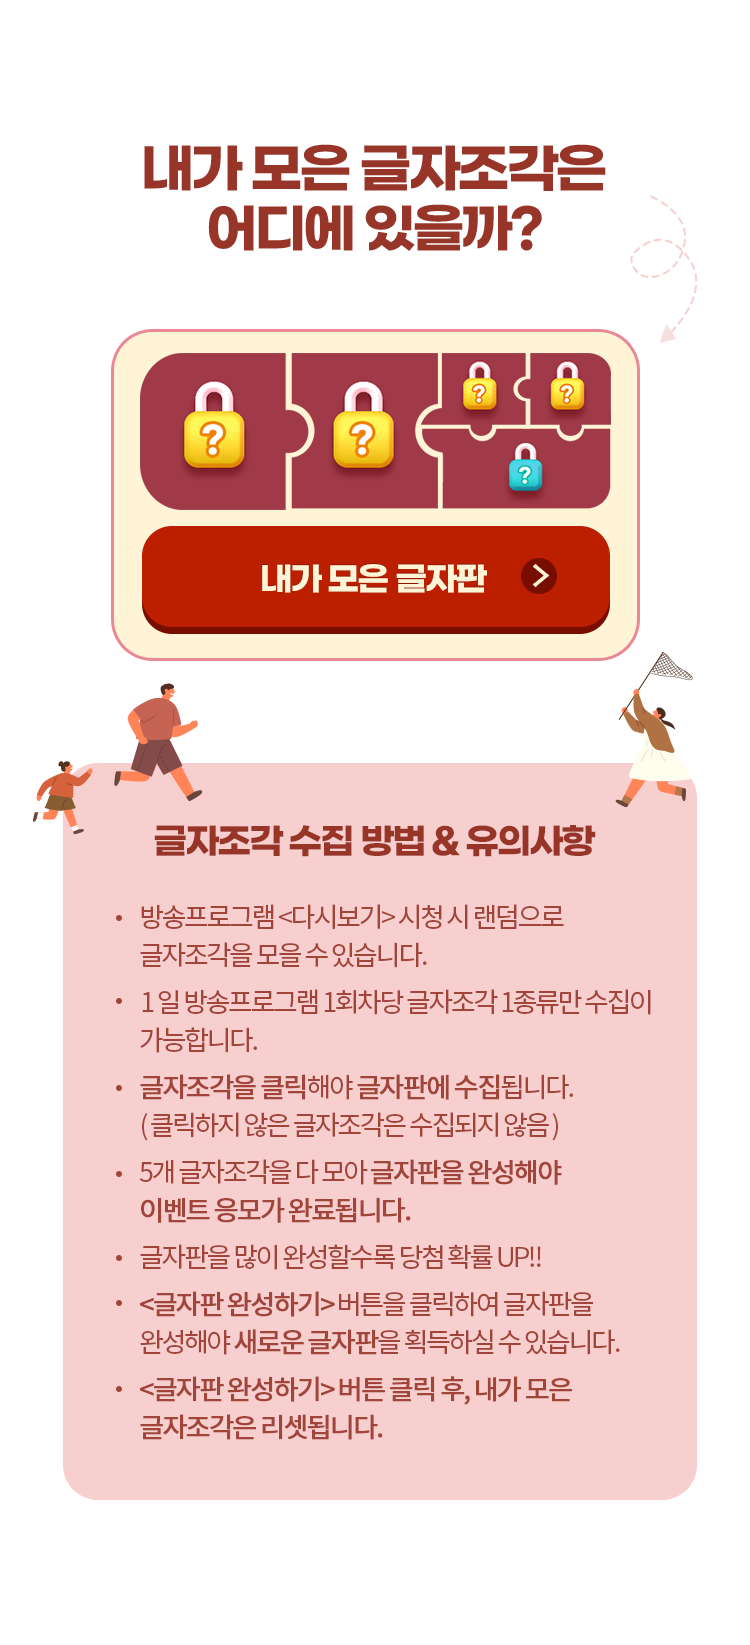 내가 모은 글자조각은
어디에 있을까?
?
?
?
?
?
내가 모은 글자판
글자조각 수집 방법 & 유의사항
• 방송프로그램 <다시보기> 시청 시 랜덤으로
글자조각을 모을 수 있습니다.
• 1일 방송프로그램 1회차당 글자조각 1종류만 수집이
가능합니다.
• 글자조각을 클릭해야 글자판에 수집됩니다.
( 클릭하지 않은 글자조각은 수집되지 않음 )
• 5개 글자조각을 다 모아 글자판을 완성해야
이벤트 응모가 완료됩니다.
• 글자판을 많이 완성할수록 당첨 확률 UP!!
• <글자판 완성하기> 버튼을 클릭하여 글자판을
완성해야 새로운 글자판을 획득하실 수 있습니다.
• <글자판 완성하기> 버튼 클릭 후, 내가 모은
글자조각은 리셋됩니다.